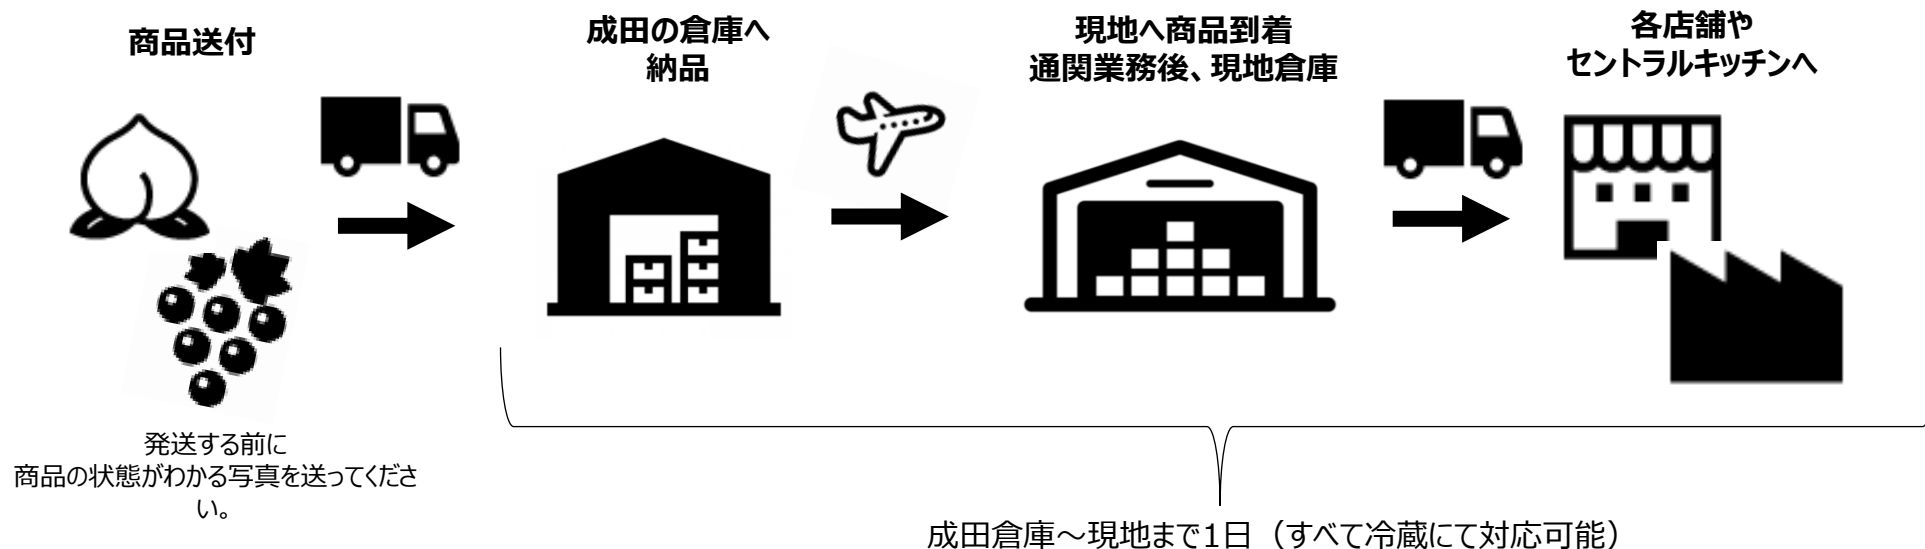 商品送付
成田の倉庫へ
納品
現地へ商品到着
通関業務後、現地倉庫
各店舗や
セントラルキッチンへ
発送する前に
商品の状態がわかる写真を送ってくださ
い。
成田倉庫～現地まで1日（すべて冷蔵にて対応可能）